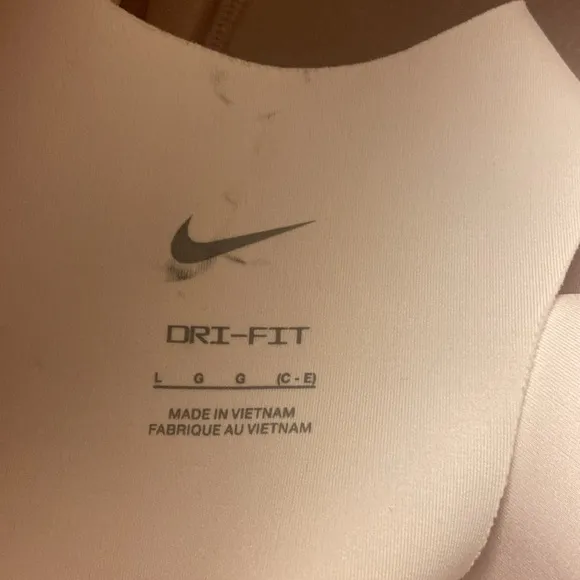 DRI-FIT
L G G (C - E)
MADE IN VIETNAM
FABRIQUE AU VIETNAM